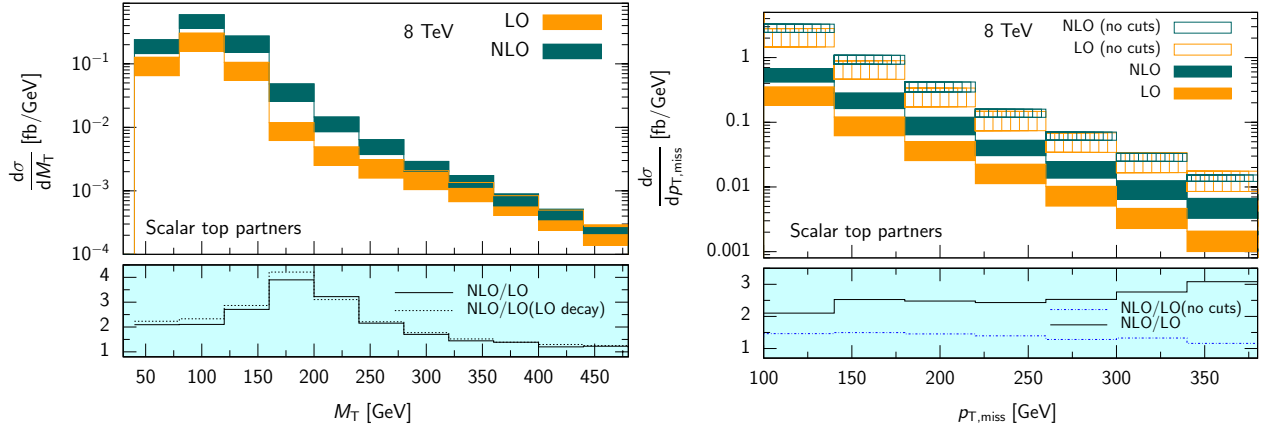 LO
NLO
8 TeV
10⁻¹
10⁻²
10⁻³
10⁻⁴
dσ
dM_T
[fb/GeV]
Scalar top partners
4
3
2
1
NLO/LO
NLO/LO(LO decay)
50 100 150 200 250 300 350 400 450
M_T [GeV]
8 TeV
NLO (no cuts)
LO (no cuts)
NLO
LO
1
0.1
0.01
0.001
dσ
dp_T,miss
[fb/GeV]
Scalar top partners
3
2
1
NLO/LO(no cuts)
NLO/LO
100 150 200 250 300 350
p_T,miss [GeV]